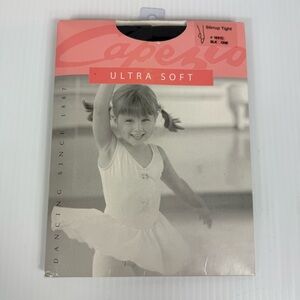 Capezio
Stirrup Tight
ULTRA SOFT
DANCING SINCE 1887